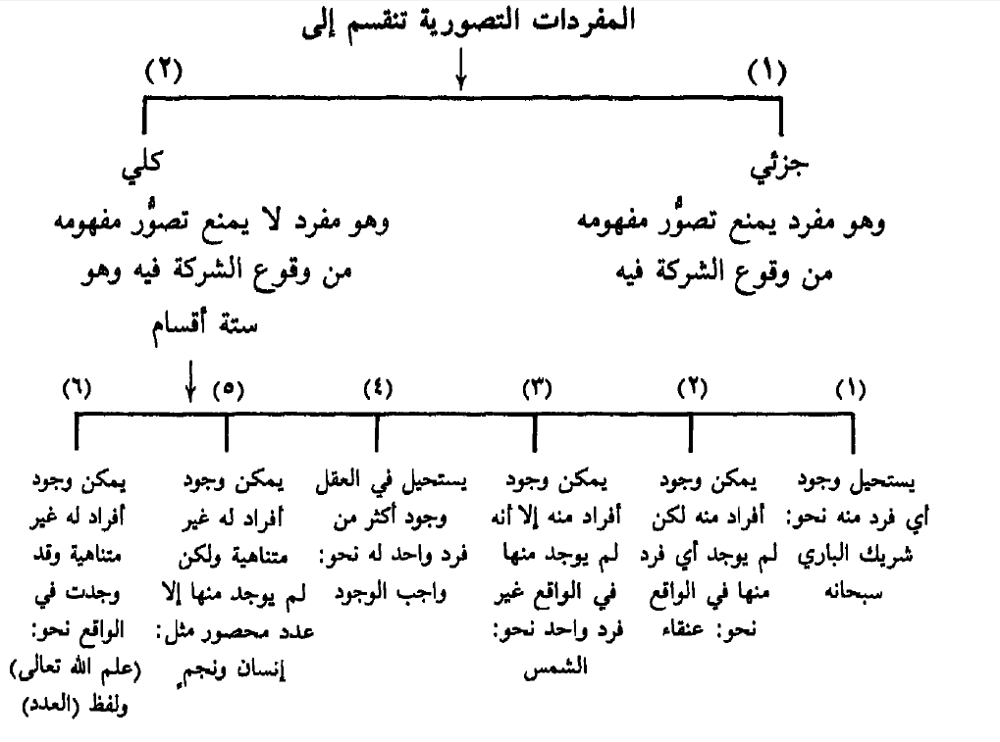 المفردات التصورية تنقسم إلى
(١)
(٢)
جزئي
وهو مفرد يمنع تصوُّر مفهومه
من وقوع الشركة فيه
كلي
وهو مفرد لا يمنع تصوُّر مفهومه
من وقوع الشركة فيه وهو
ستة أقسام
(١)
يستحيل وجود
أي فرد منه نحو:
شريك الباري
سبحانه
(٢)
يمكن وجود
أفراد منه لكن
لم يوجد أي فرد
منها في الواقع
نحو: عنقاء
(٣)
يمكن وجود
أفراد منه إلا أنه
لم يوجد منها
في الواقع غير
فرد واحد نحو:
الشمس
(٤)
يستحيل في العقل
وجود أكثر من
فرد واحد له نحو:
واجب الوجود
(٥)
يمكن وجود
أفراد له غير
متناهية ولكن
لم يوجد منها إلا
عدد محصور مثل:
إنسان ونجمٍ
(٦)
يمكن وجود
أفراد له غير
متناهية وقد
وجدت في
الواقع نحو:
(علم الله تعالى)
ولفظ (العدد)